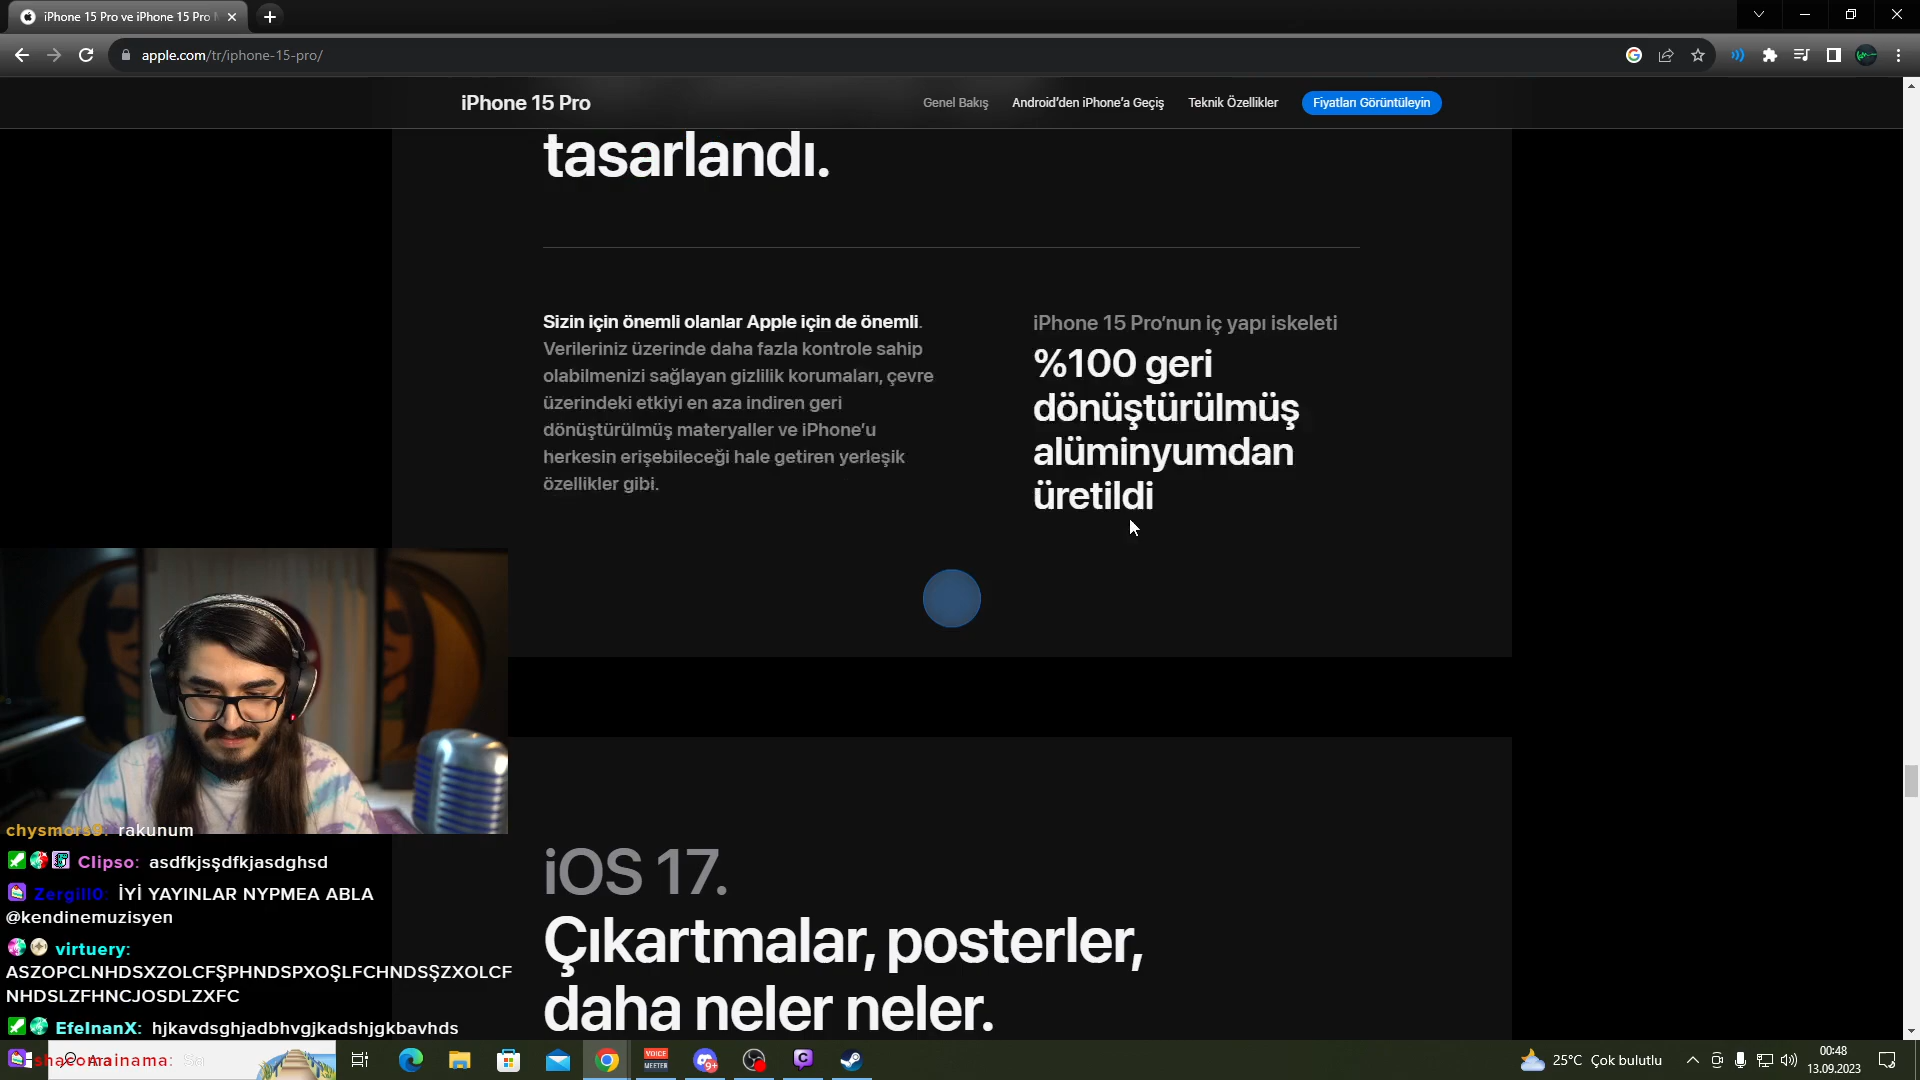 iPhone 15 Pro ve iPhone 15 Pro
apple.com/tr/iphone-15-pro/
iPhone 15 Pro
Genel Bakış
Android'den iPhone'a Geçiş
Teknik Özellikler
Fiyatları Görüntüleyin
tasarlandı.
Sizin için önemli olanlar Apple için de önemli.
Verileriniz üzerinde daha fazla kontrole sahip
olabilmenizi sağlayan gizlilik korumaları, çevre
üzerindeki etkiyi en aza indiren geri
dönüştürülmüş materyaller ve iPhone'u
herkesin erişebileceği hale getiren yerleşik
özellikler gibi.
iPhone 15 Pro'nun iç yapı iskeleti
%100 geri
dönüştürülmüş
alüminyumdan
üretildi
iOS 17.
Çıkartmalar, posterler,
daha neler neler.
rakunum
Clipso: asdfkjsşdfkjasdghsd
Zergill0: İYİ YAYINLAR NYPMEA ABLA
@kendinemuzisyen
virtuery:
ASZOPCLNHDSXZOLCFŞPHNDSPXOŞLFCHNDSŞZXOLCF
NHDSLZFHNCJOSDLZXFC
EfeInanX: hjkavdsghjadbhvgjkadshjgkbavhds
VOICE
MEETER
9+
25°C Çok bulutlu
00:48
13.09.2023